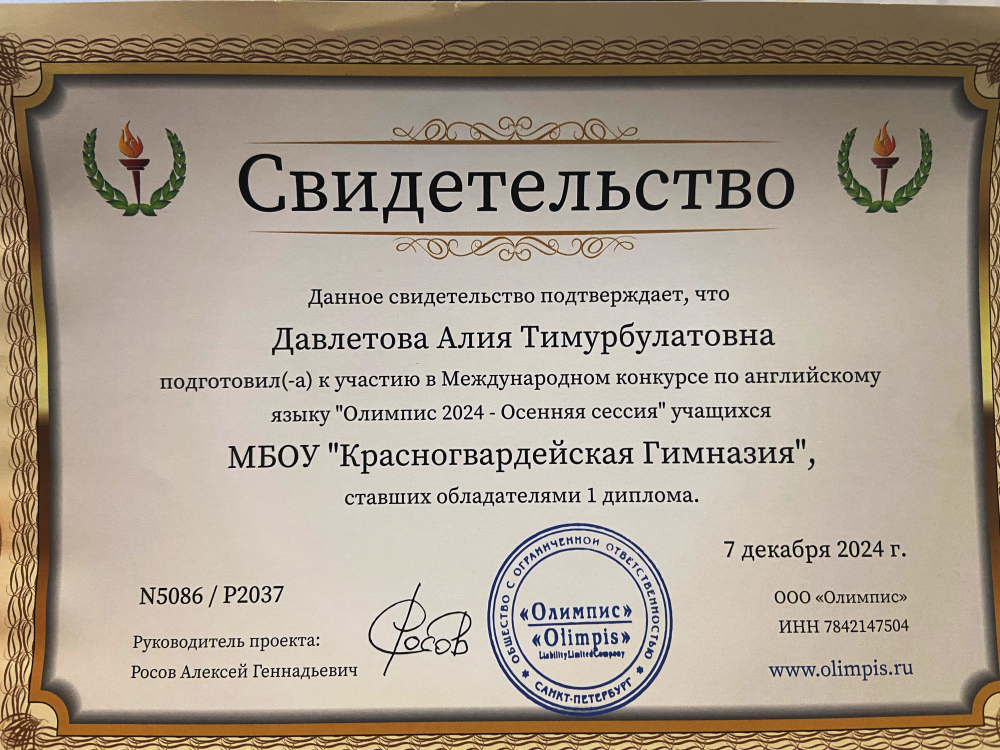 Свидетельство
Данное свидетельство подтверждает, что
Давлетова Алия Тимурбулатовна
подготовил(-а) к участию в Международном конкурсе по английскому
языку "Олимпис 2024 - Осенняя сессия" учащихся
МБОУ "Красногвардейская Гимназия",
ставших обладателями 1 диплома.
7 декабря 2024 г.
N5086 / P2037
Руководитель проекта:
Росов Алексей Геннадьевич
Росов
ОБЩЕСТВО С ОГРАНИЧЕННОЙ ОТВЕТСТВЕННОСТЬЮ
«Олимпис»
«Olimpis»
Liability Limited Company
САНКТ-ПЕТЕРБУРГ
ООО «Олимпис»
ИНН 7842147504
www.olimpis.ru